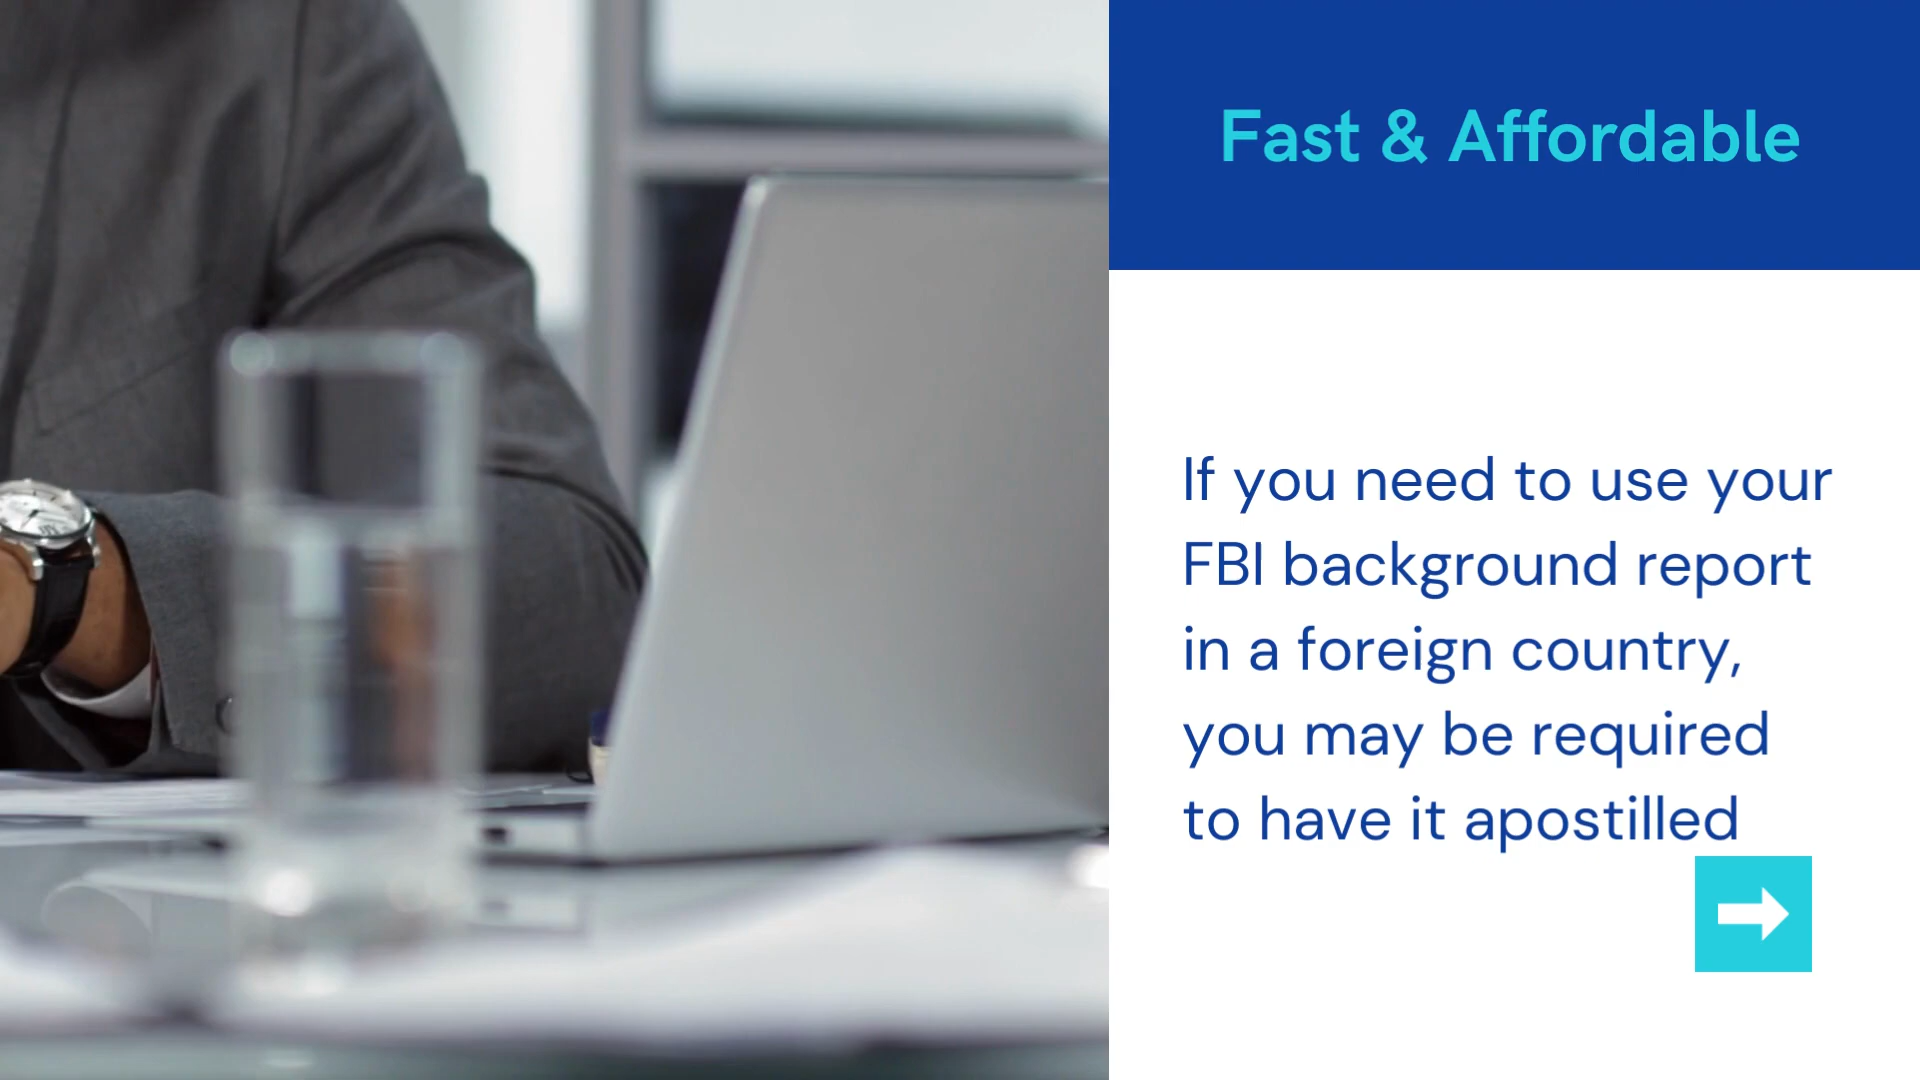 Fast & Affordable
If you need to use your
FBI background report
in a foreign country,
you may be required
to have it apostilled